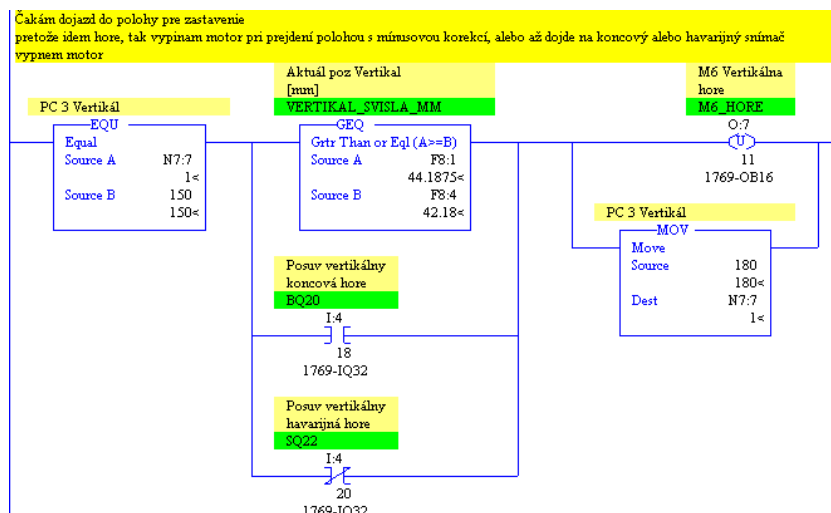 Čakám dojazd do polohy pre zastavenie
pretože idem hore, tak vypinam motor pri prejdení polohou s mínusovou korekcí, alebo až dojde na koncový alebo havarijný snímač
vypnem motor
Aktuál poz Vertikal
[mm]
VERTIKAL_SVISLA_MM
M6 Vertikálna
hore
M6_HORE
PC 3 Vertikál
EQU
Equal
Source A N7:7
1<
Source B 150
150<
GEQ
Grtr Than or Eql (A>=B)
Source A F8:1
44.1875<
Source B F8:4
42.18<
O:7
U
11
1769-OB16
PC 3 Vertikál
MOV
Move
Source 180
180<
Dest N7:7
1<
Posuv vertikálny
koncová hore
BQ20
I:4
18
1769-IQ32
Posuv vertikálny
havarijná hore
SQ22
I:4
20
1769-IQ32